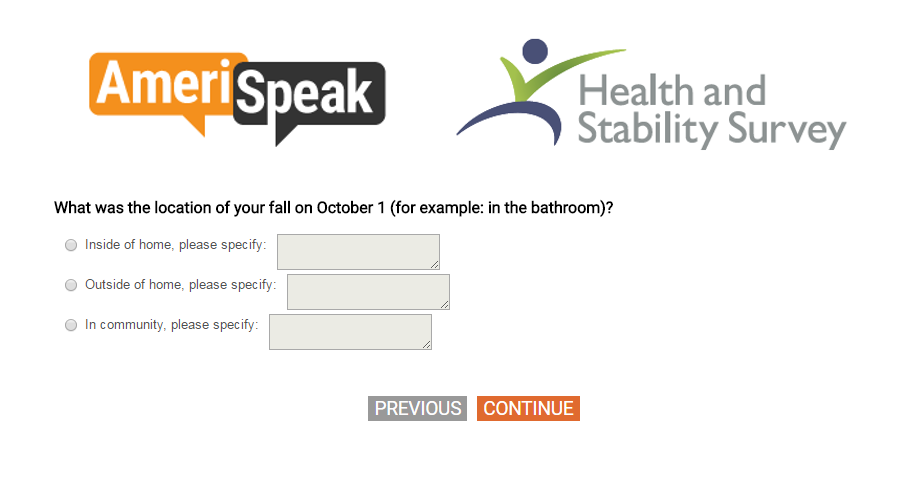 AmeriSpeak
Health and
Stability Survey
What was the location of your fall on October 1 (for example: in the bathroom)?
Inside of home, please specify:
Outside of home, please specify:
In community, please specify:
PREVIOUS CONTINUE